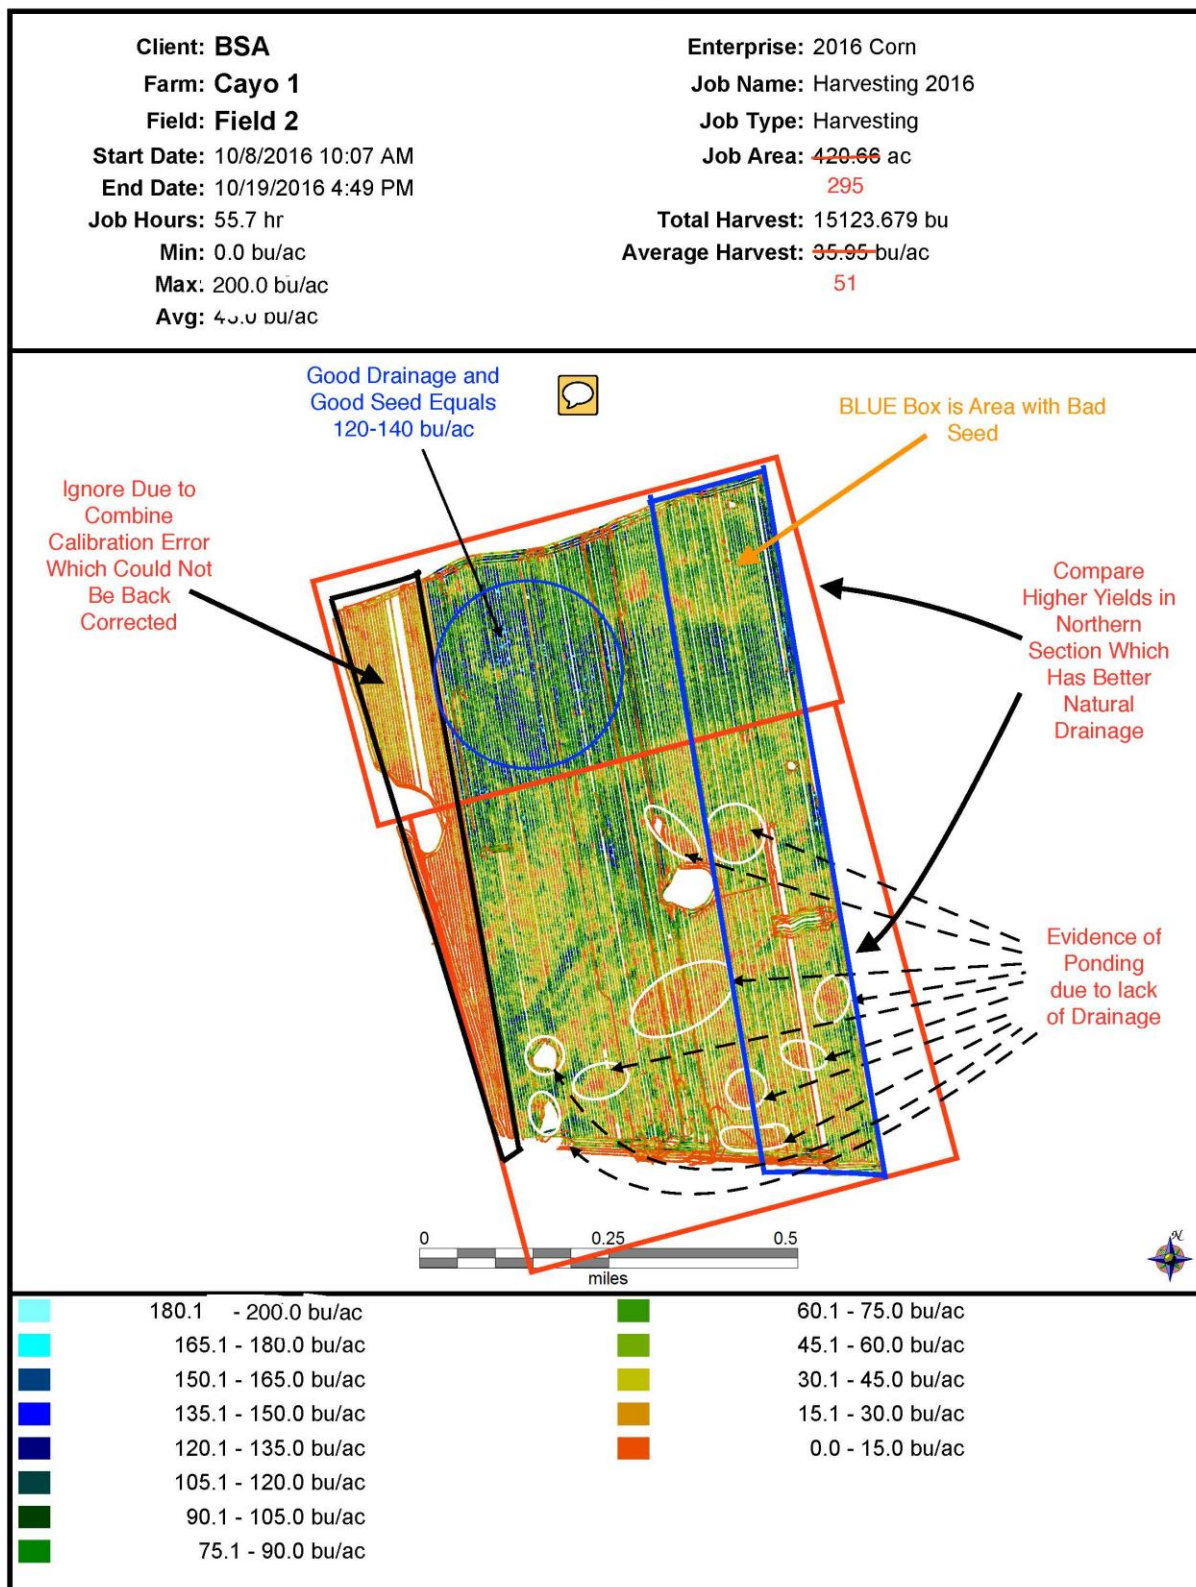 Client: BSA
Farm: Cayo 1
Field: Field 2
Start Date: 10/8/2016 10:07 AM
End Date: 10/19/2016 4:49 PM
Job Hours: 55.7 hr
Min: 0.0 bu/ac
Max: 200.0 bu/ac
Avg: bu/ac
Enterprise: 2016 Corn
Job Name: Harvesting 2016
Job Type: Harvesting
Job Area: 420.66 ac
295
Total Harvest: 15123.679 bu
Average Harvest: 35.95 bu/ac
51
Good Drainage and
Good Seed Equals
120-140 bu/ac
BLUE Box is Area with Bad
Seed
Ignore Due to
Combine
Calibration Error
Which Could Not
Be Back
Corrected
Compare
Higher Yields in
Northern
Section Which
Has Better
Natural
Drainage
Evidence of
Ponding
due to lack
of Drainage
0 0.25 0.5
miles
N
180.1 - 200.0 bu/ac
165.1 - 180.0 bu/ac
150.1 - 165.0 bu/ac
135.1 - 150.0 bu/ac
120.1 - 135.0 bu/ac
105.1 - 120.0 bu/ac
90.1 - 105.0 bu/ac
75.1 - 90.0 bu/ac
60.1 - 75.0 bu/ac
45.1 - 60.0 bu/ac
30.1 - 45.0 bu/ac
15.1 - 30.0 bu/ac
0.0 - 15.0 bu/ac